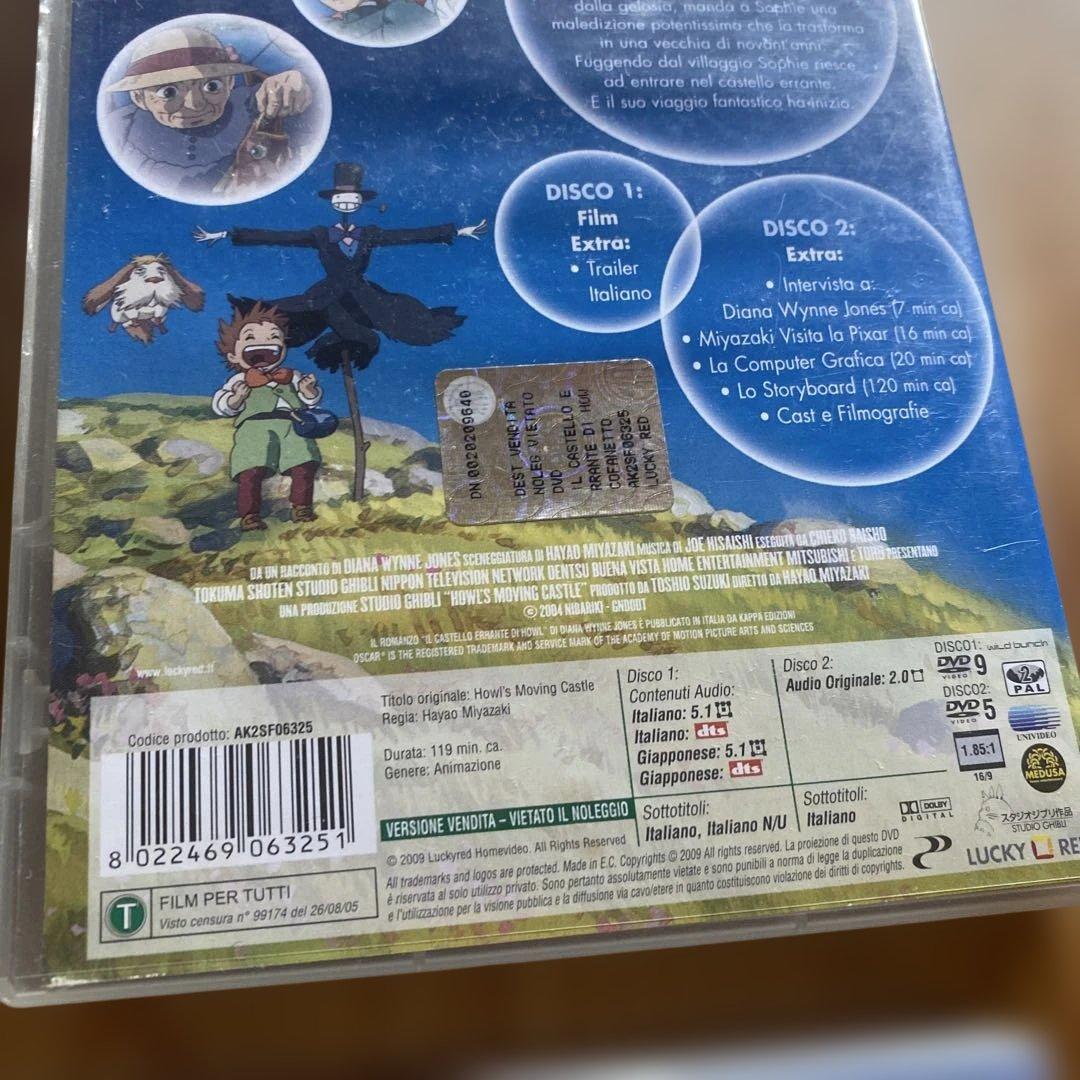 dalla gelosia, manda a Sophie una
maledizione potentissima che la trasforma
in una vecchia di novant'anni.
Fuggendo dal villaggio Sophie riesce
ad entrare nel castello errante.
E il suo viaggio fantastico ha inizio.
DISCO 1:
Film
Extra:
• Trailer
Italiano
DISCO 2:
Extra:
• Intervista a:
Diana Wynne Jones (7 min ca)
• Miyazaki Visita la Pixar (16 min ca)
• La Computer Grafica (20 min ca)
• Lo Storyboard (120 min ca)
• Cast e Filmografie
DN 0020209640
DEST VENDITA
NOLEG VIETATO
DVD
IL CASTELLO E
RRANTE DI HOW
COFANETTO
AK2SF06325
LUCKY RED
DA UN RACCONTO DI DIANA WYNNE JONES SCENEGGIATURA DI HAYAO MIYAZAKI MUSICA DI JOE HISAISHI ESEGUITA DA CHIEKO BAISHO
TOKUMA SHOTEN STUDIO GHIBLI NIPPON TELEVISION NETWORK DENTSU BUENA VISTA HOME ENTERTAINMENT MITSUBISHI E TOHO PRESENTANO
UNA PRODUZIONE STUDIO GHIBLI "HOWL'S MOVING CASTLE" PRODOTTO DA TOSHIO SUZUKI DIRETTO DA HAYAO MIYAZAKI
© 2004 NIBARIKI - GNDDDT
IL ROMANZO "IL CASTELLO ERRANTE DI HOWL" DI DIANA WYNNE JONES È PUBBLICATO IN ITALIA DA KAPPA EDIZIONI
OSCAR® IS THE REGISTERED TRADEMARK AND SERVICE MARK OF THE ACADEMY OF MOTION PICTURE ARTS AND SCIENCES
www.luckyred.it
Codice prodotto: AK2SF06325
8 022469 063251
T
FILM PER TUTTI
Visto censura n° 99174 del 26/08/05
Titolo originale: Howl's Moving Castle
Regia: Hayao Miyazaki
Durata: 119 min. ca.
Genere: Animazione
VERSIONE VENDITA - VIETATO IL NOLEGGIO
Disco 1:
Contenuti Audio:
Italiano: 5.1
Italiano: dts
Giapponese: 5.1
Giapponese: dts
Sottotitoli:
Italiano, Italiano N/U
Disco 2:
Audio Originale: 2.0
Sottotitoli:
Italiano
DISCO1: wild bunch
DVD VIDEO 9
DISCO2:
DVD VIDEO 5
2
PAL
UNIVIDEO
1.85:1
16/9
MEDUSA
DOLBY
DIGITAL
スタジオジブリ作品
STUDIO GHIBLI
LUCKY RE
© 2009 Luckyred Homevideo. All Rights Reserved
All trademarks and logos are protected. Made in E.C. Copyrights © 2009 All rights reserved. La proiezione di questo DVD
è riservata al solo utilizzo privato. Sono pertanto assolutamente vietate e sono punibili a norma di legge la duplicazione
e l'utilizzazione per la visione pubblica e la diffusione via cavo/etere in quanto costituiscono violazione dei diritti di copyrights.